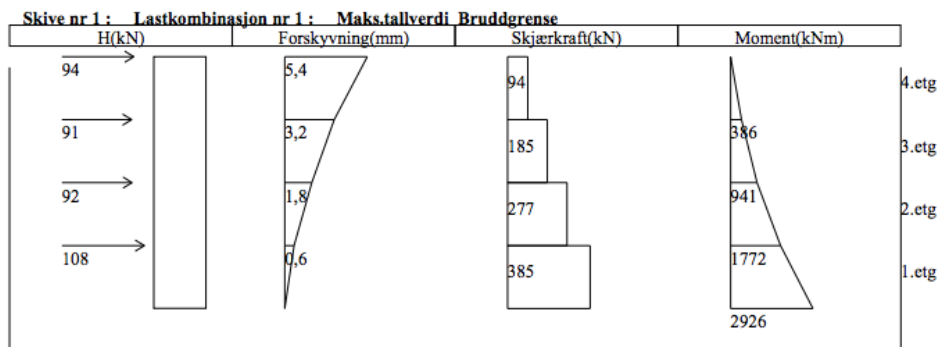 Skive nr 1 : Lastkombinasjon nr 1 : Maks.tallverdi Bruddgrense
H(kN) Forskyvning(mm) Skjærkraft(kN) Moment(kNm)
94 5,4 94 4.etg
91 3,2 185 386 3.etg
92 1,8 277 941 2.etg
108 0,6 385 1772 1.etg
2926